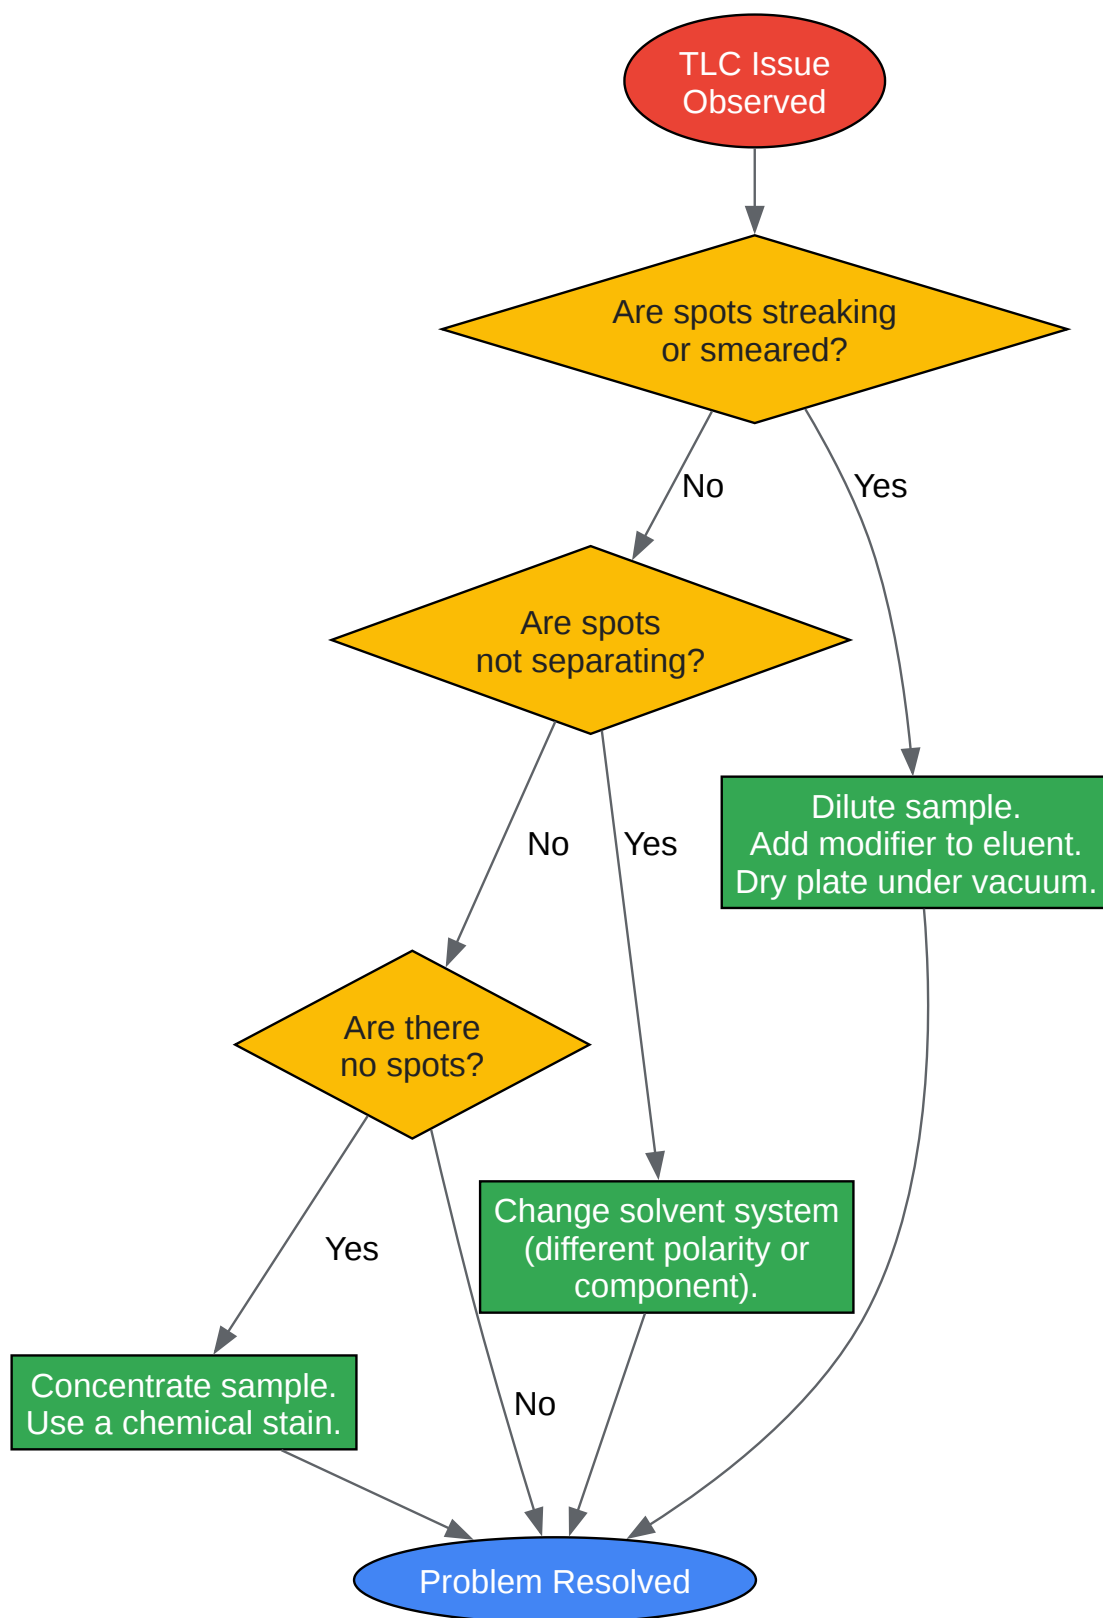 TLC Issue
Observed
Are spots streaking
or smeared?
No
Yes
Are spots
not separating?
Dilute sample.
Add modifier to eluent.
Dry plate under vacuum.
No
Yes
Are there
no spots?
Change solvent system
(different polarity or
component).
Yes
Concentrate sample.
Use a chemical stain.
No
Problem Resolved